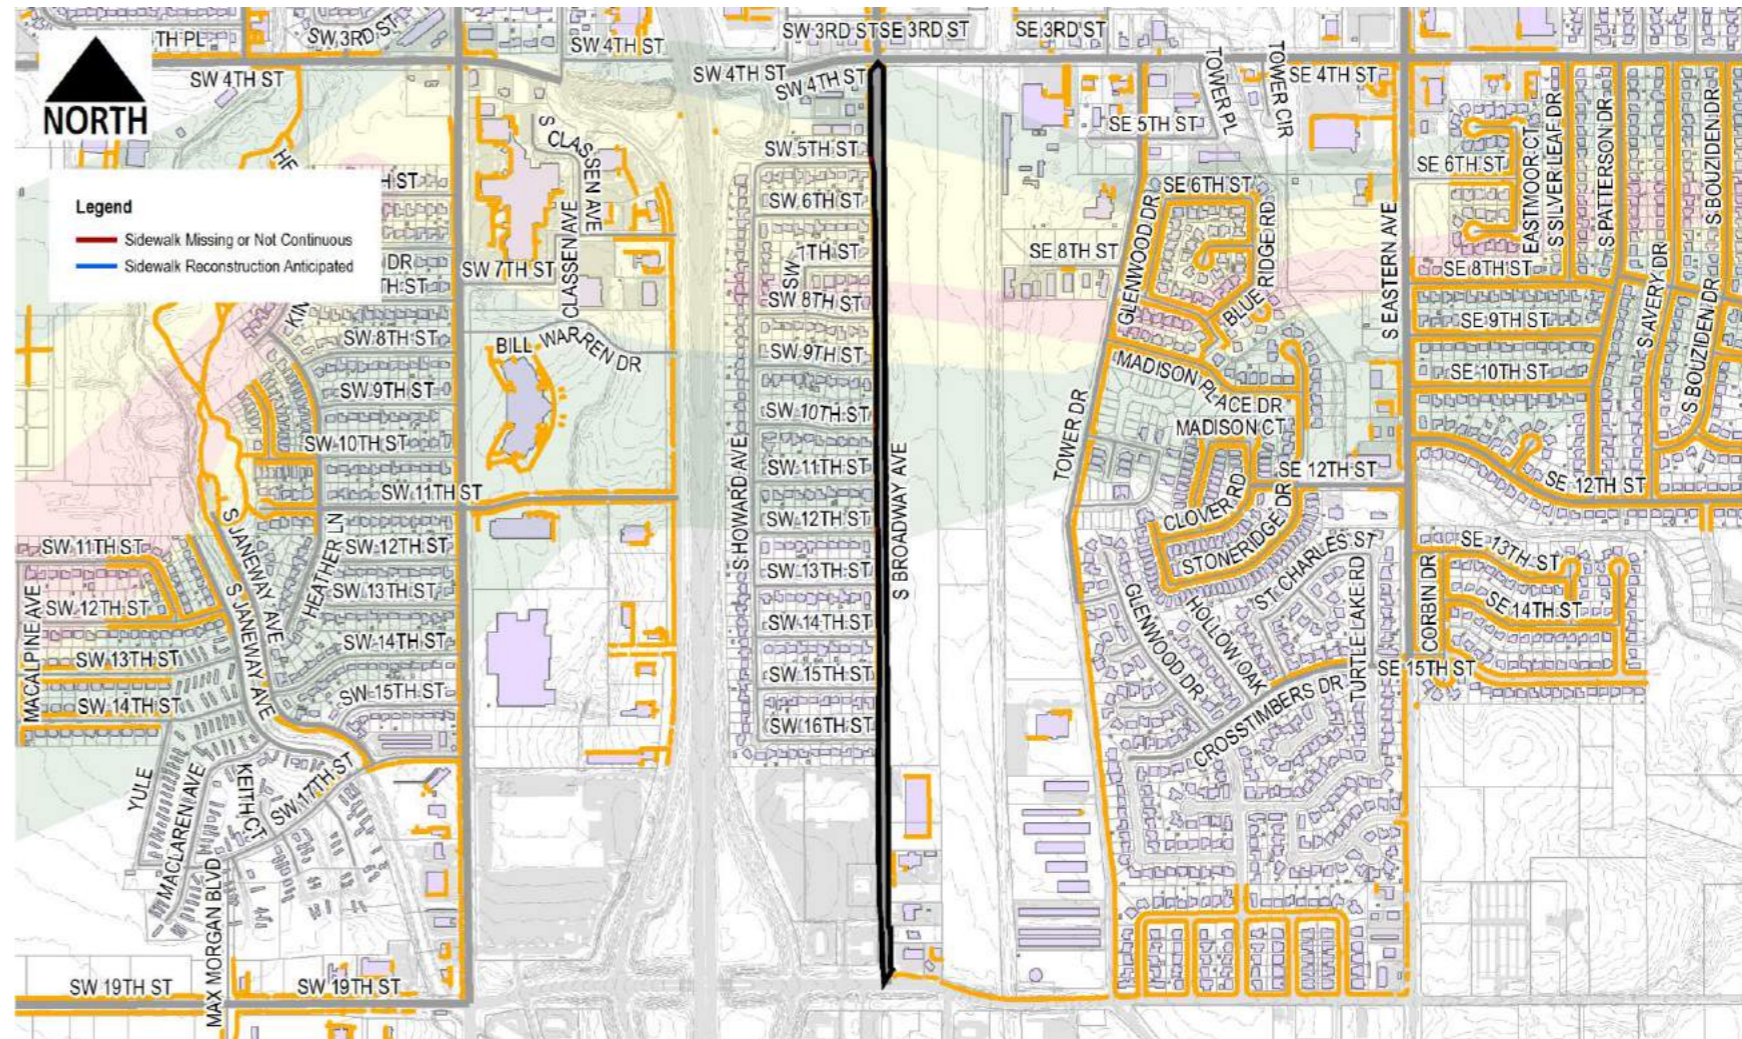 SW 3RD ST
SW 4TH ST
SW 3RD ST
SE 3RD ST
SE 3RD ST
SW 4TH ST
SW 4TH ST
SW 4TH ST
TOWER PL
TOWER CIR
SE 4TH ST
NORTH
S CLASSEN AVE
SW 5TH ST
SE 5TH ST
SE 6TH ST
EASTMOOR CT
S SILVERLEAF DR
S PATTERSON DR
S BOUZIDEN DR
Legend
Sidewalk Missing or Not Continuous
Sidewalk Reconstruction Anticipated
CLASSEN AVE
SW 6TH ST
SE 6TH ST
GLENWOOD DR
BLUE RIDGE RD
S EASTERN AVE
SW 7TH ST
SW 7TH ST
SE 8TH ST
SE 8TH ST
S AVERY DR
SW 8TH ST
SW 8TH ST
SE 9TH ST
BILL WARREN DR
SW 9TH ST
SW 9TH ST
MADISON PLACE DR
SE 10TH ST
S BOUZIDEN DR
SW 10TH ST
SW 10TH ST
MADISON CT
S HOWARD AVE
S BROADWAY AVE
TOWER DR
SW 11TH ST
SW 11TH ST
SE 12TH ST
SE 12TH ST
S JANEWAY AVE
HEATHER LN
SW 12TH ST
SW 12TH ST
CLOVER RD
STONERIDGE DR
SW 11TH ST
SW 13TH ST
SW 13TH ST
ST CHARLES ST
TURTLE LAKE RD
CORBIN DR
SE 13TH ST
MACALPINE AVE
SW 12TH ST
S JANEWAY AVE
SW 14TH ST
SW 14TH ST
GLENWOOD DR
HOLLOW OAK
SE 14TH ST
SW 13TH ST
SW 15TH ST
SW 15TH ST
SE 15TH ST
SW 14TH ST
SW 16TH ST
CROSSTIMBERS DR
YULE
MACLAREN AVE
KEITH CT
SW 17TH ST
MAX MORGAN BLVD
SW 19TH ST
SW 19TH ST